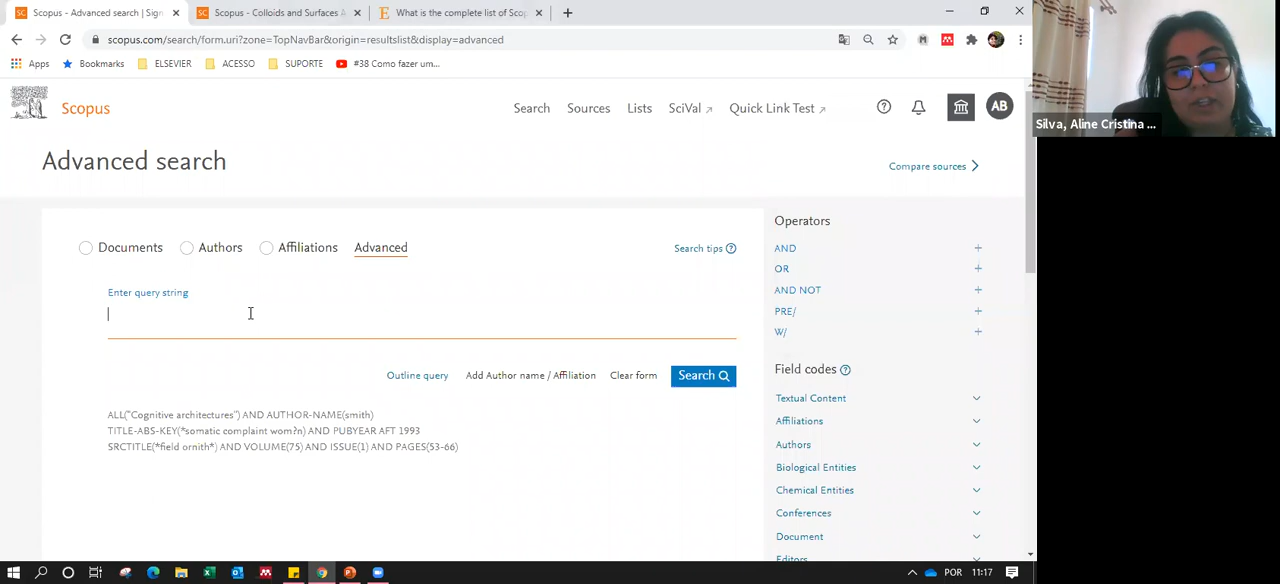 Scopus - Advanced search | Sign
Scopus - Colloids and Surfaces A
What is the complete list of Scop
scopus.com/search/form.uri?zone=TopNavBar&origin=resultslist&display=advanced
Apps
Bookmarks
ELSEVIER
ACESSO
SUPORTE
#38 Como fazer um...
Scopus
Search
Sources
Lists
SciVal
Quick Link Test
AB
Silva, Aline Cristina ...
Advanced search
Compare sources
Documents
Authors
Affiliations
Advanced
Search tips
Enter query string
Outline query
Add Author name / Affiliation
Clear form
Search
ALL("Cognitive architectures") AND AUTHOR-NAME(smith)
TITLE-ABS-KEY(*somatic complaint wom?n) AND PUBYEAR AFT 1993
SRCTITLE(*field ornith*) AND VOLUME(75) AND ISSUE(1) AND PAGES(53-66)
Operators
AND
OR
AND NOT
PRE/
W/
Field codes
Textual Content
Affiliations
Authors
Biological Entities
Chemical Entities
Conferences
Document
Editors
POR
11:17